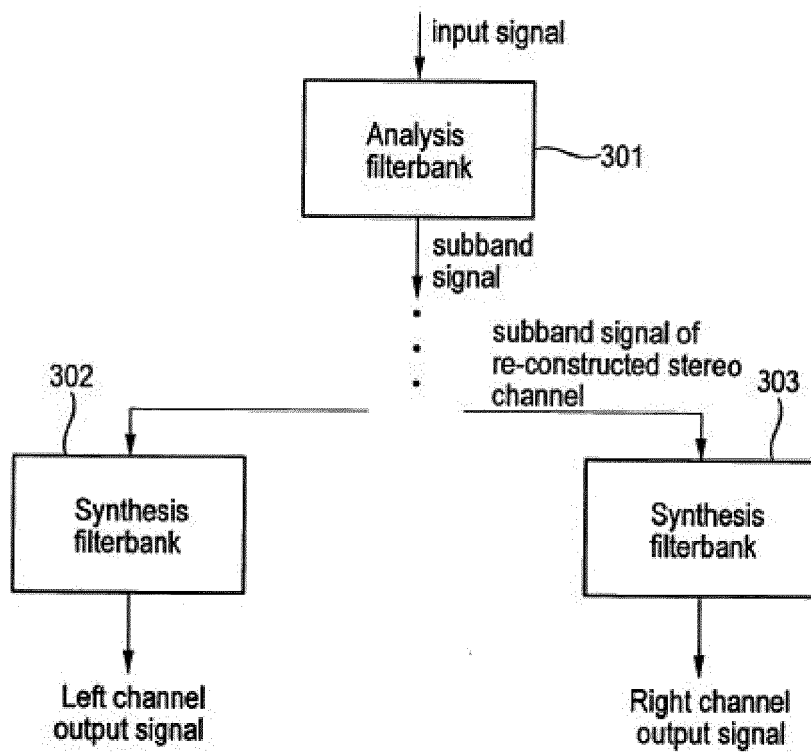 input signal
Analysis
filterbank
301
subband
signal
subband signal of
re-constructed stereo
channel
302
303
Synthesis
filterbank
Synthesis
filterbank
Left channel
output signal
Right channel
output signal